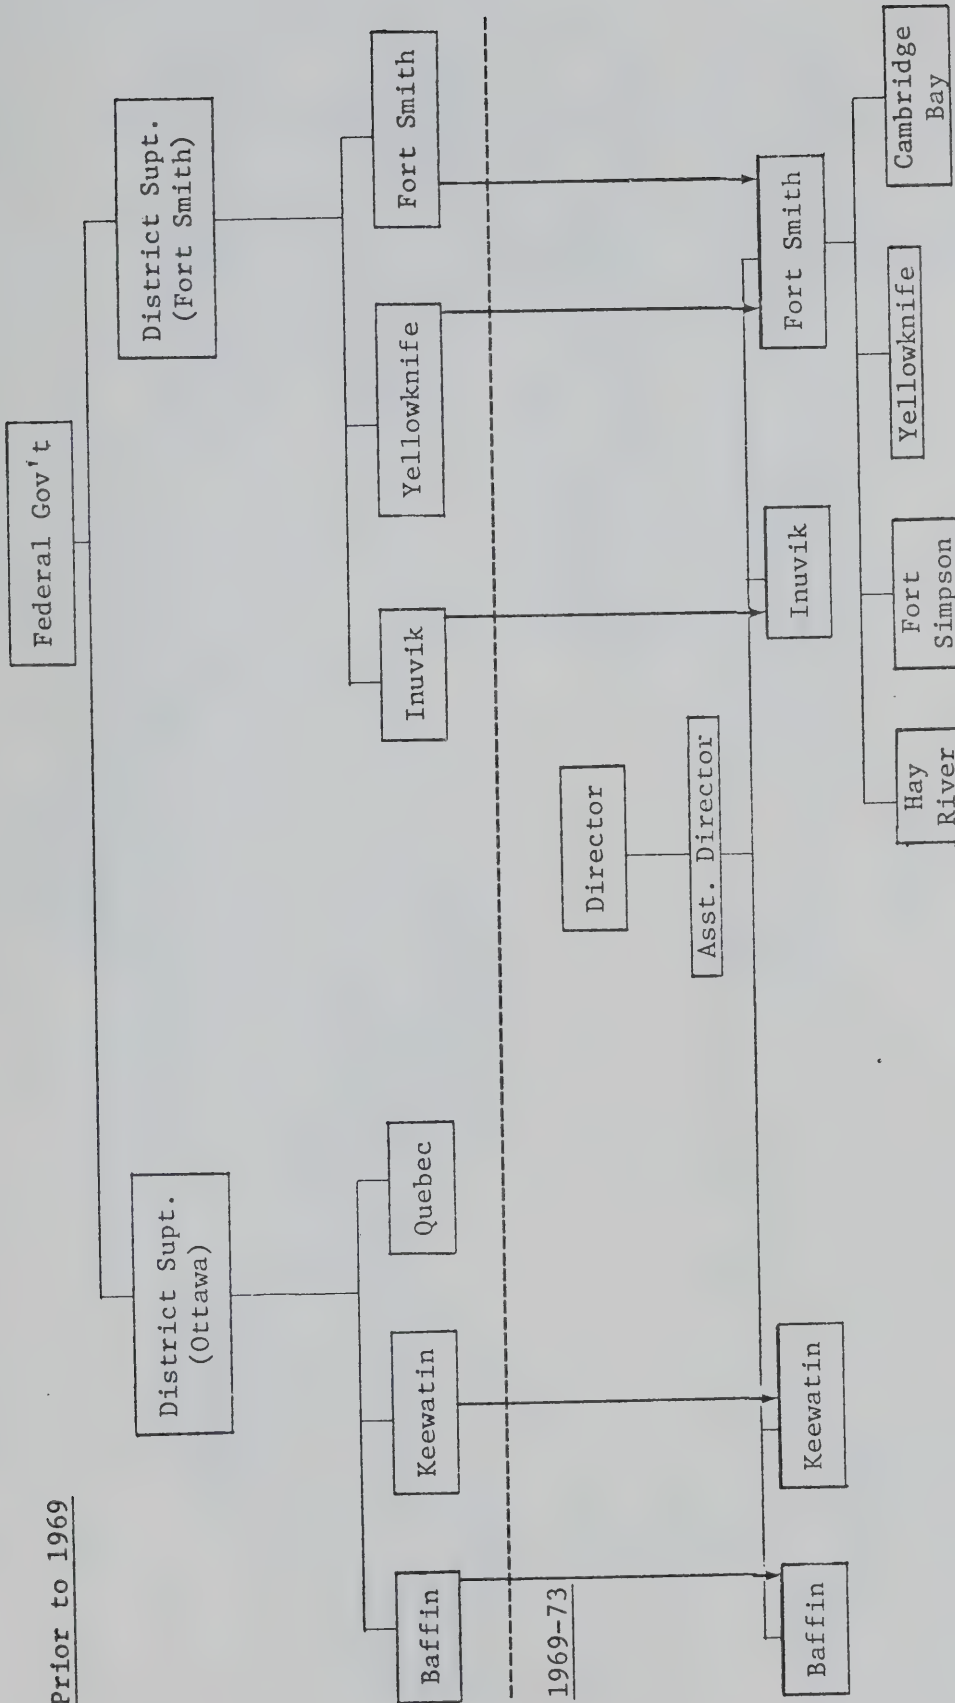 Prior to 1969
Federal Gov't
District Supt.
(Ottawa)
District Supt.
(Fort Smith)
Baffin
Keewatin
Quebec
Inuvik
Yellowknife
Fort Smith
1969-73
Director
Asst. Director
Baffin
Keewatin
Inuvik
Fort Smith
Hay
River
Fort
Simpson
Yellowknife
Cambridge
Bay